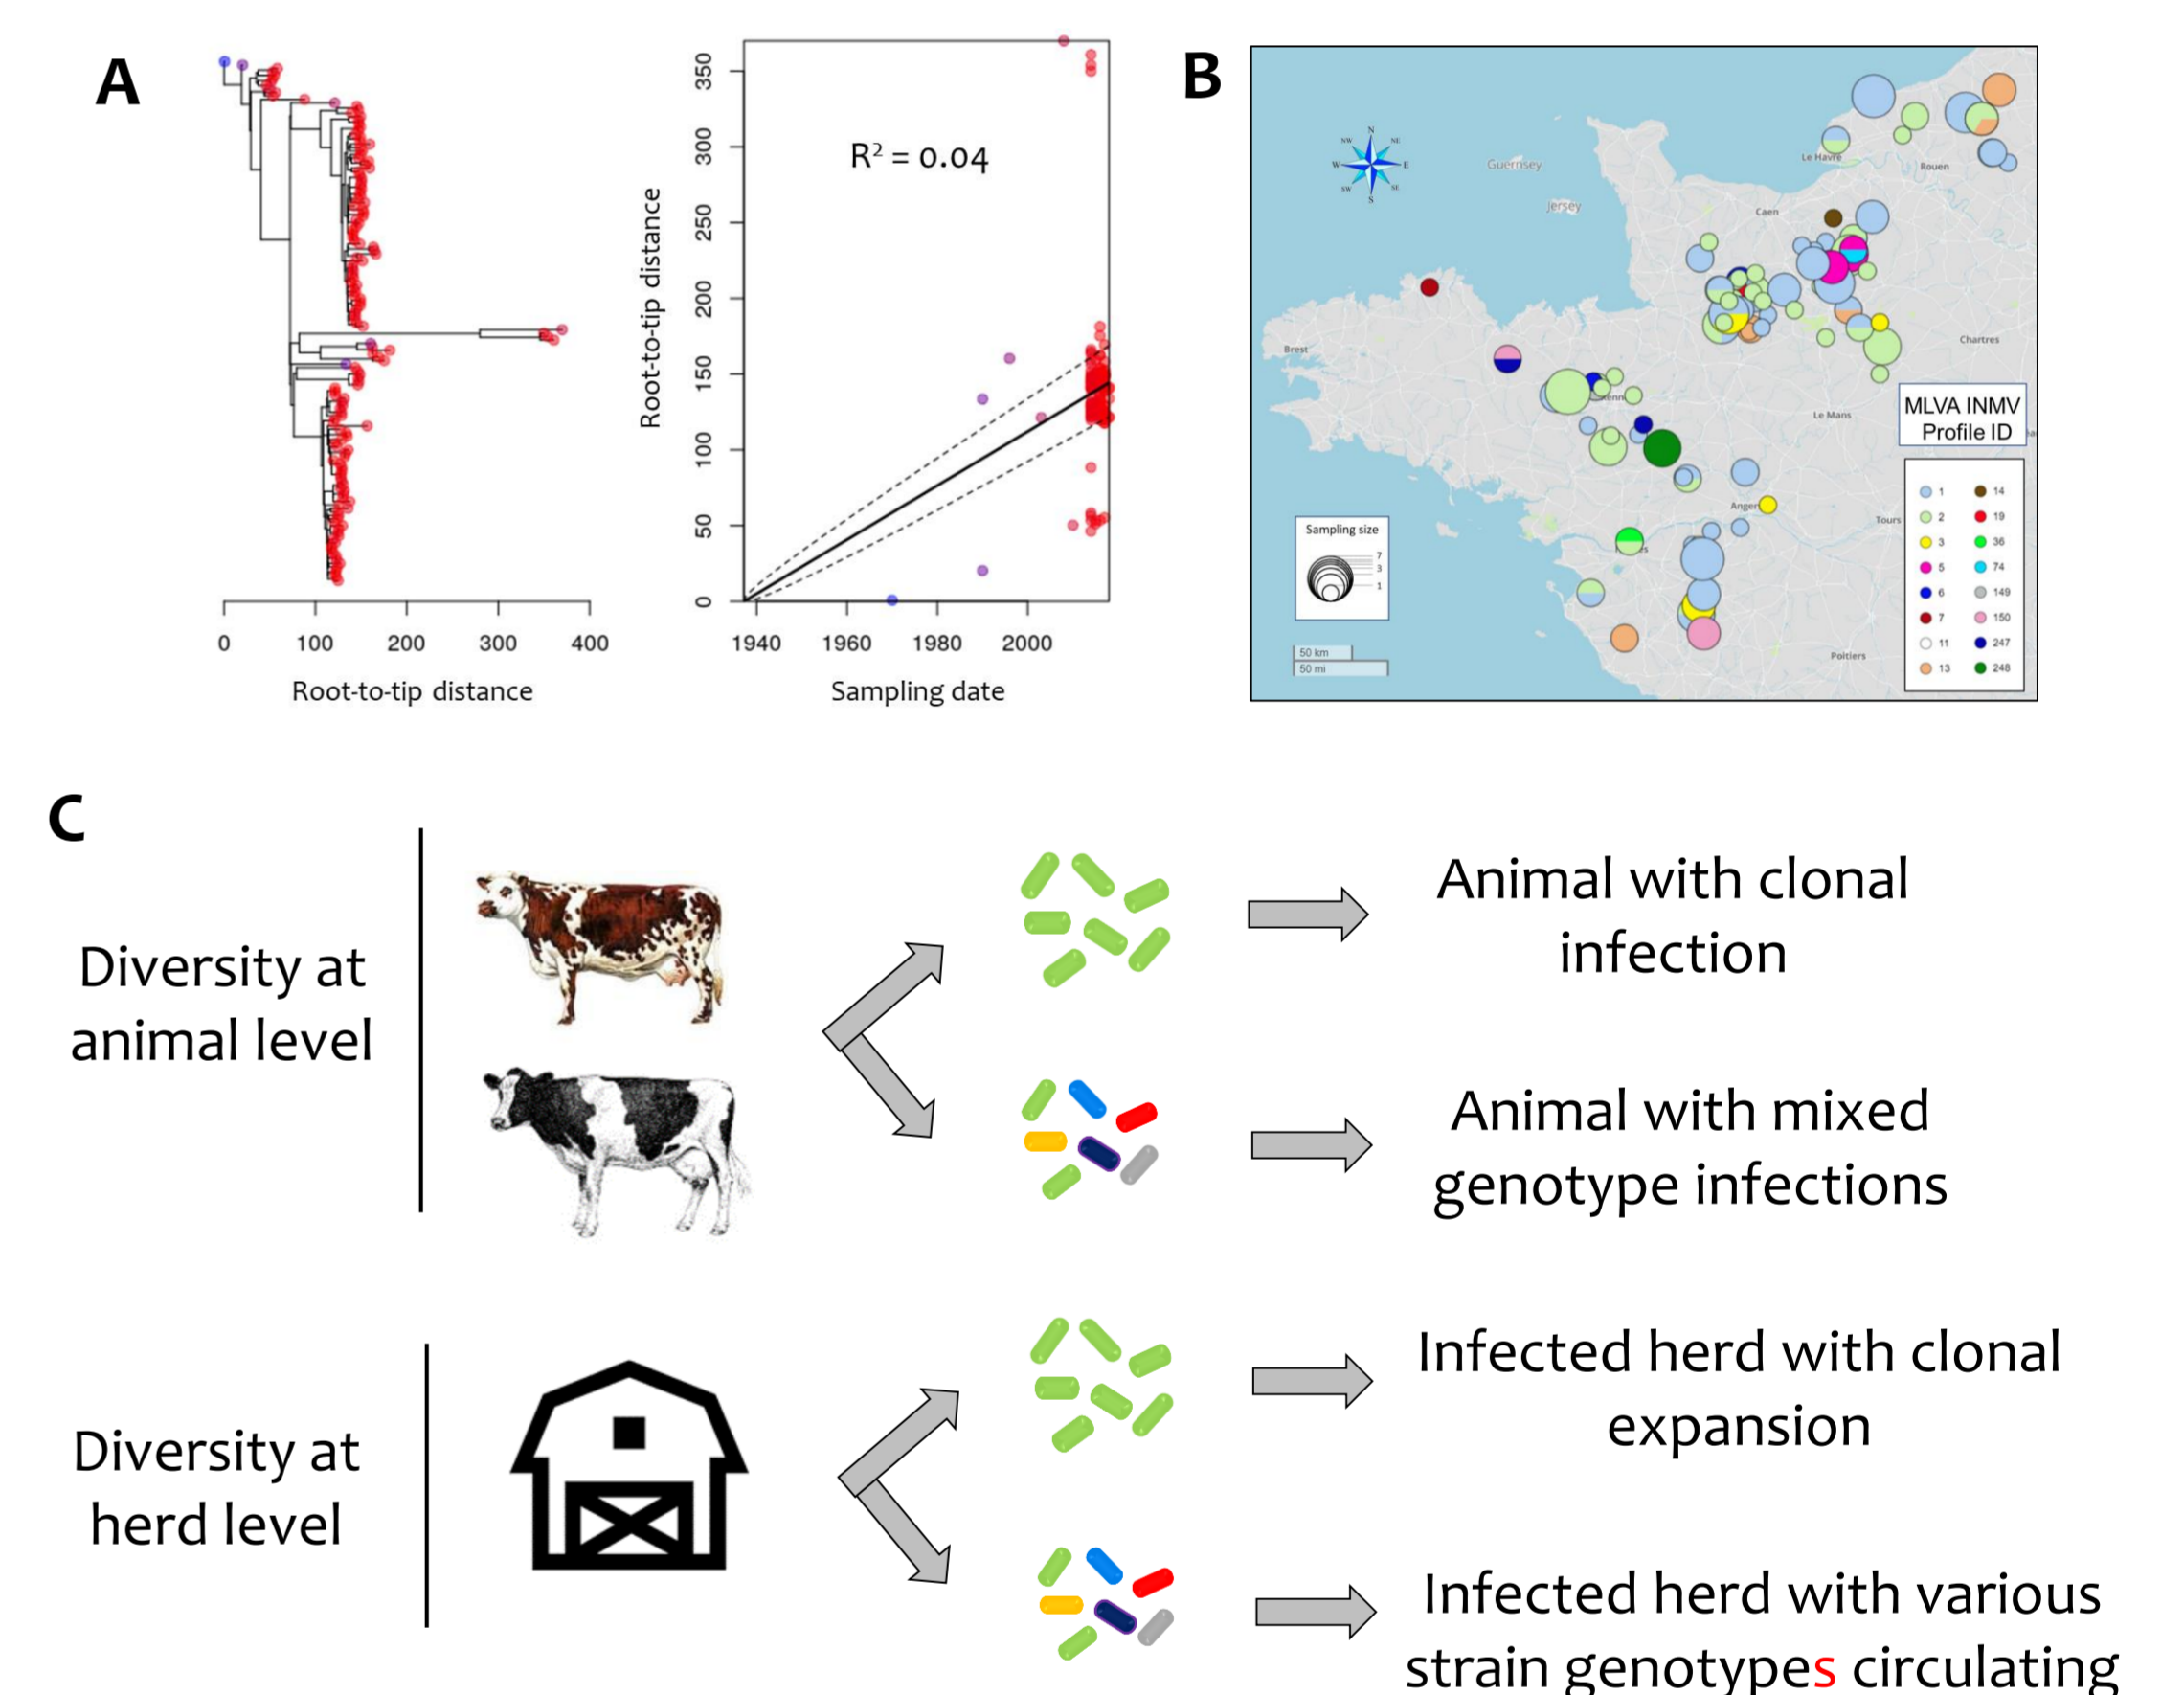 A
0
100
200
300
400
Root-to-tip distance
Root-to-tip distance
0
50
100
150
200
250
300
350
R² = 0.04
1940
1960
1980
2000
Sampling date
B
N
NE
E
SE
S
SW
W
NW
Guernsey
Jersey
Le Havre
Rouen
Caen
Brest
Chartres
Le Mans
Tours
Poitiers
MLVA INMV
Profile ID
1 14
2 19
3 36
5 74
6 149
7 150
11 247
13 248
Sampling size
7
3
1
50 km
50 mi
C
Diversity at
animal level
Animal with clonal
infection
Animal with mixed
genotype infections
Diversity at
herd level
Infected herd with clonal
expansion
Infected herd with various
strain genotypes circulating